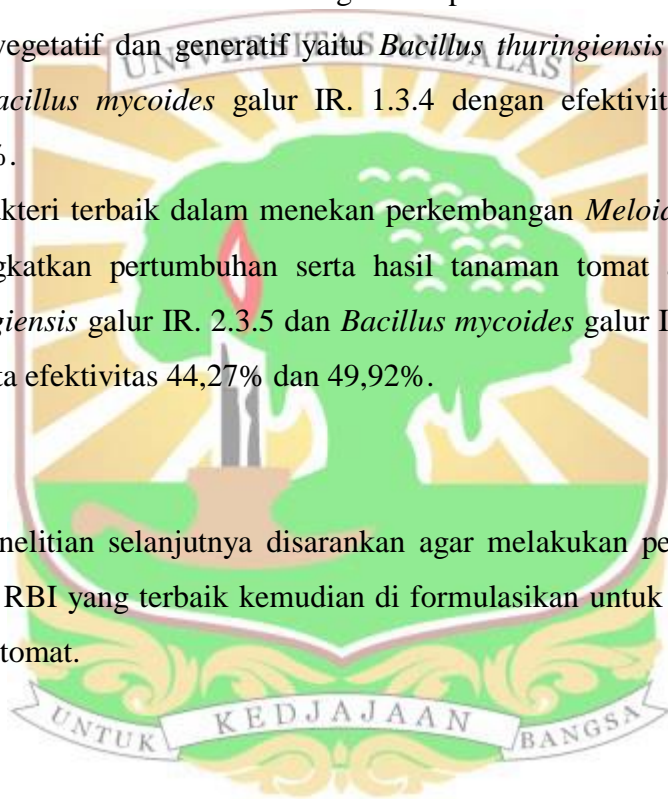 vegetatif dan generatif yaitu Bacillus thuringiensis
UNIVERSITAS ANDALAS
acillus mycoides galur IR. 1.3.4 dengan efektivit
%.
akteri terbaik dalam menekan perkembangan Meloid
gkatkan pertumbuhan serta hasil tanaman tomat
giensis galur IR. 2.3.5 dan Bacillus mycoides galur I
ta efektivitas 44,27% dan 49,92%.
nelitian selanjutnya disarankan agar melakukan pe
RBI yang terbaik kemudian di formulasikan untuk
tomat.
UNTUK KEDJAJAAN BANGSA